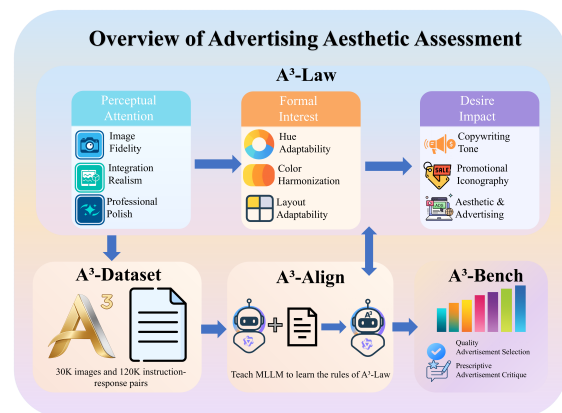 Overview of Advertising Aesthetic Assessment
A³-Law
Perceptual
Attention
Image
Fidelity
Integration
Realism
Professional
Polish
Formal
Interest
Hue
Adaptability
Color
Harmonization
Layout
Adaptability
Desire
Impact
Copywriting
Tone
SALE
Promotional
Iconography
ADS
Aesthetic &
Advertising
A³-Dataset
A 3
30K images and 120K instruction-
response pairs
A³-Align
A³
Teach MLLM to learn the rules of A³-Law
A³-Bench
Quality
Advertisement Selection
Prescriptive
Advertisement Critique